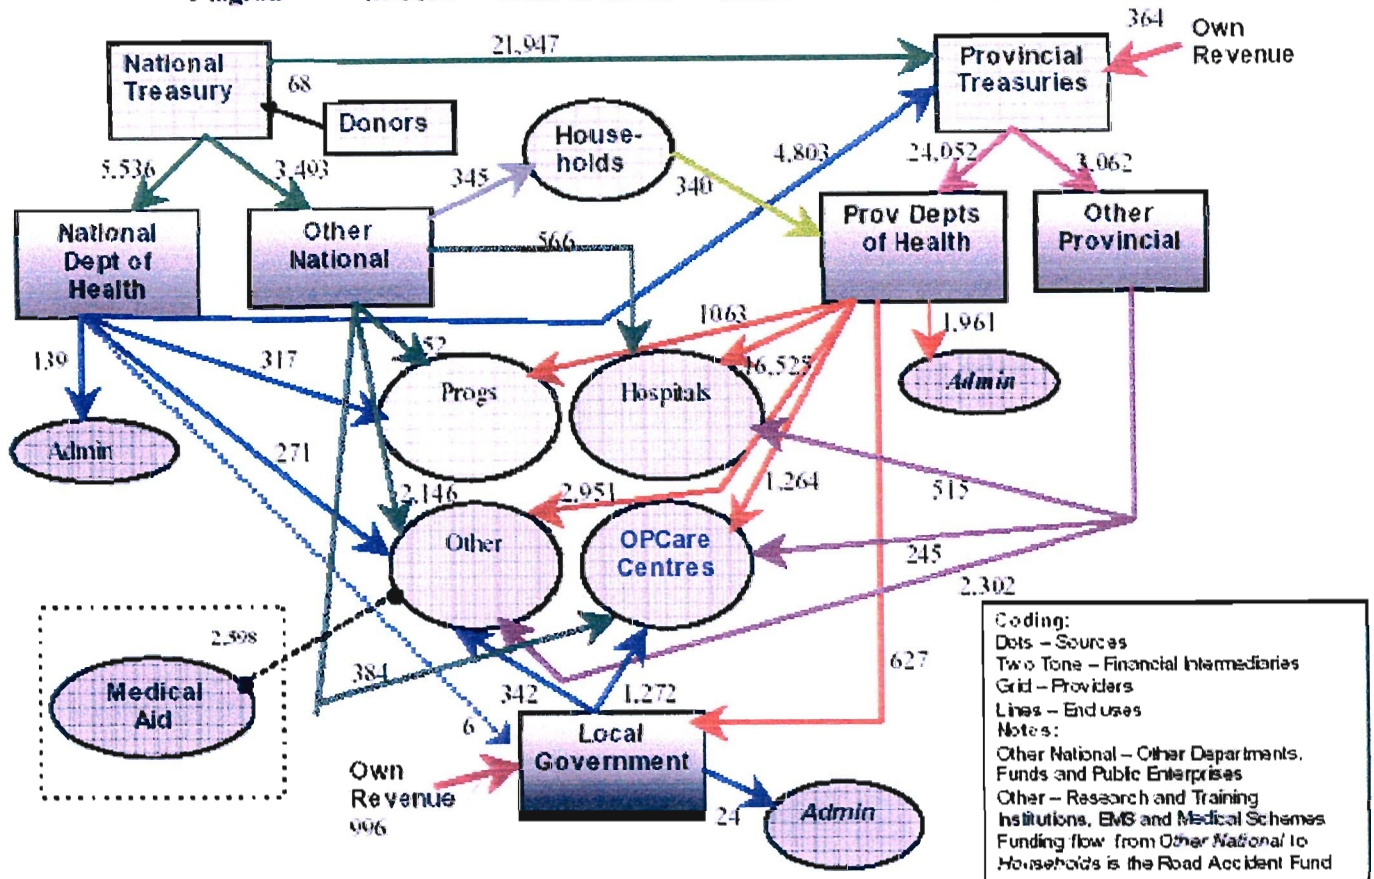 364
Own
Revenue
21,947
National
Treasury
68
Donors
Provincial
Treasuries
House-
holds
5,536
3,493
345
340
4,803
24,052
3,062
National
Dept of
Health
Other
National
566
Prov Depts
of Health
Other
Provincial
139
317
52
1063
16,525
1,961
Progs
Hospitals
Admin
Admin
271
2,146
2,951
1,264
515
Other
OPCare
Centres
245
2,302
2,598
Medical
Aid
384
342
1,272
627
6
Local
Government
Own
Revenue
996
24
Admin
Coding:
Dots – Sources
Two Tone – Financial Intermediaries
Grid – Providers
Lines – End uses
Notes:
Other National – Other Departments,
Funds and Public Enterprises
Other – Research and Training
Institutions, EMS and Medical Schemes
Funding flow from Other National to
Households is the Road Accident Fund